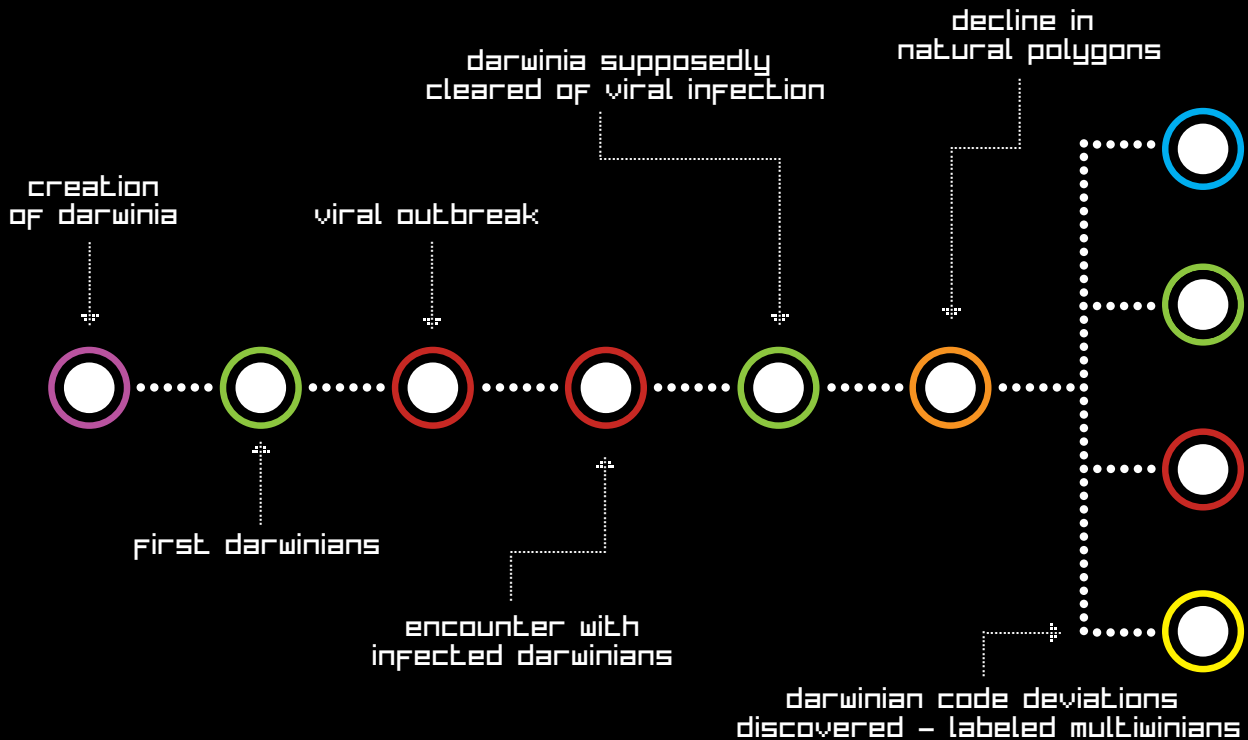 creation
of darwinia
first darwinians
viral outbreak
encounter with
infected darwinians
darwinia supposedly
cleared of viral infection
decline in
natural polygons
darwinian code deviations
discovered - labeled multiwinians